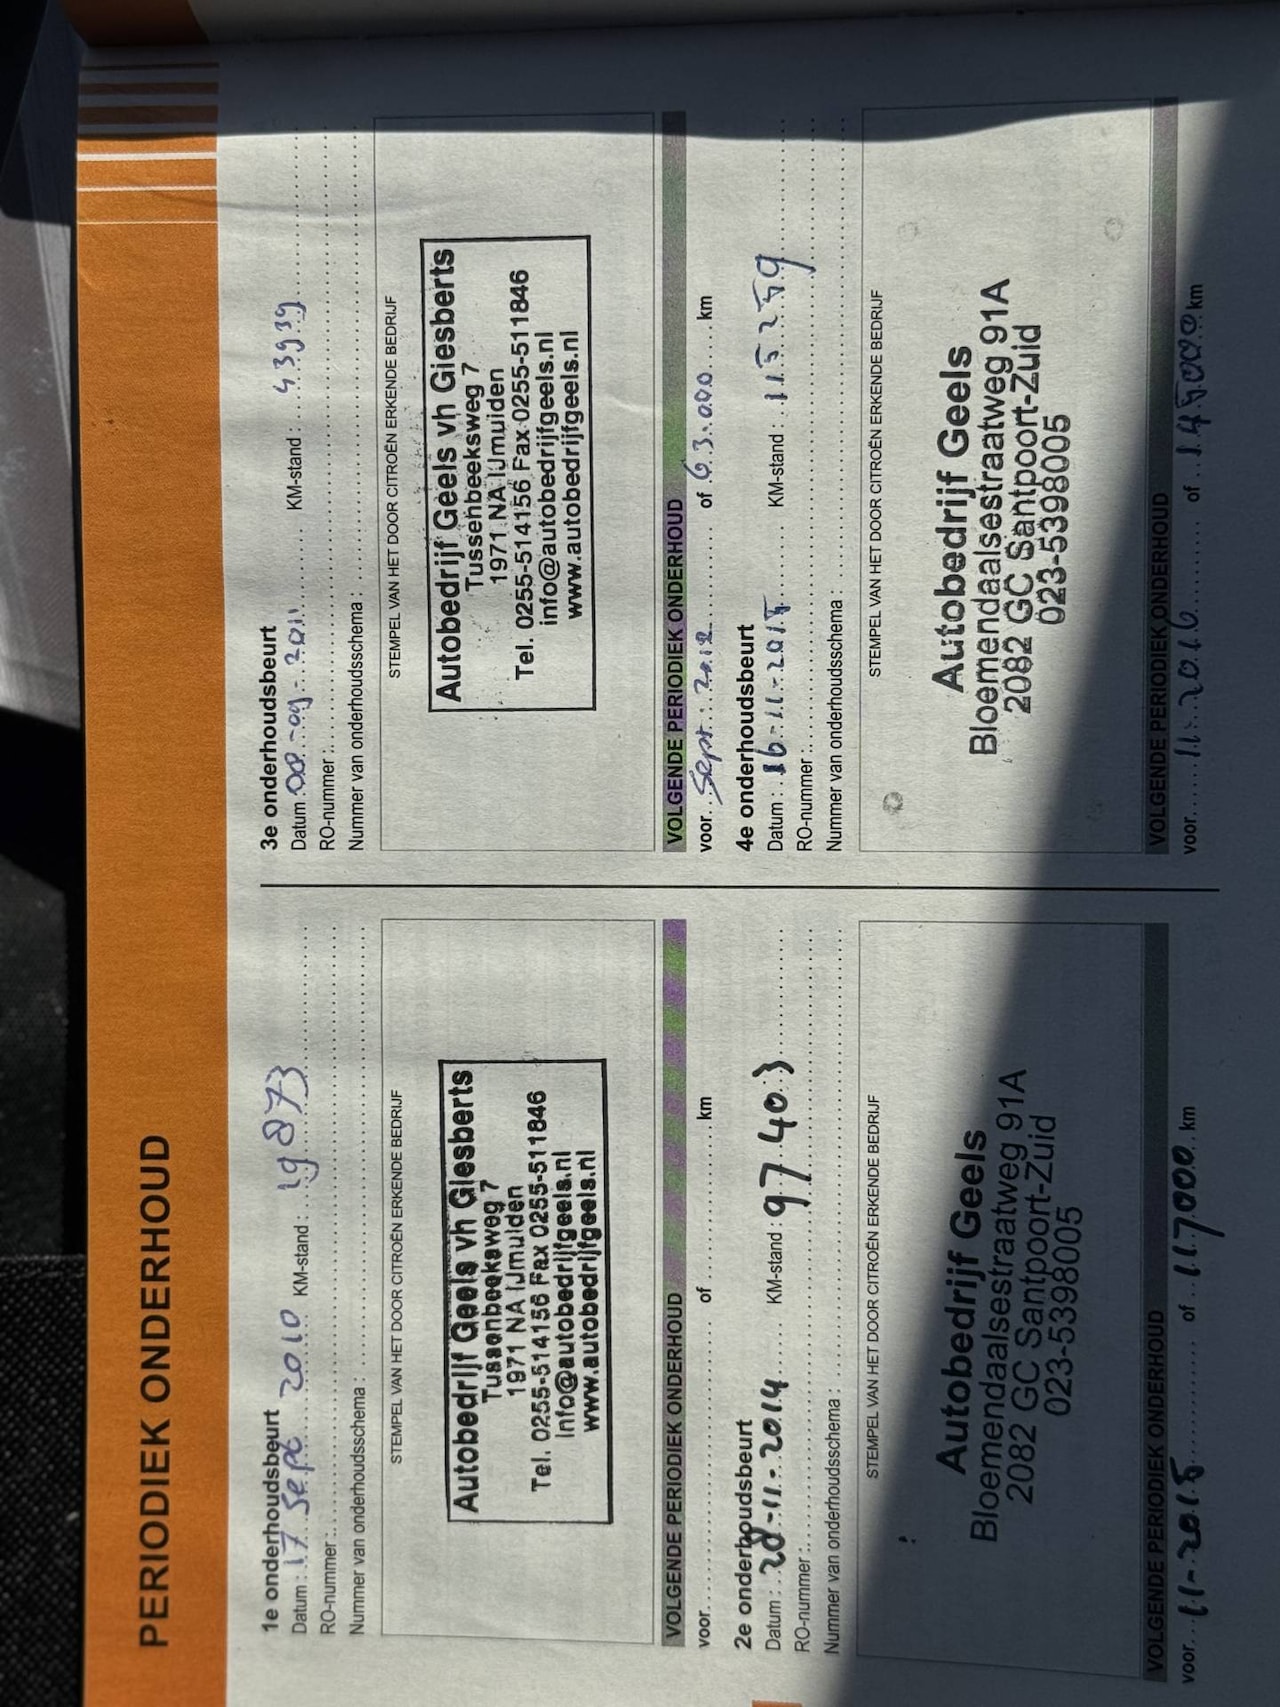 PERIODIEK ONDERHOUD
1e onderhoudsbeurt
Datum : 17 Sept 2010 KM-stand : 19873
RO-nummer :
Nummer van onderhoudsschema :
STEMPEL VAN HET DOOR CITROËN ERKENDE BEDRIJF
Autobedrijf Geels vh Giesberts
Tussenbeeksweg 7
1971 NA IJmuiden
Tel. 0255-514156 Fax 0255-511846
info@autobedrijfgeels.nl
www.autobedrijfgeels.nl
VOLGENDE PERIODIEK ONDERHOUD
voor of km
2e onderhoudsbeurt
Datum : 28-11-2014 KM-stand : 97403
RO-nummer :
Nummer van onderhoudsschema :
STEMPEL VAN HET DOOR CITROËN ERKENDE BEDRIJF
Autobedrijf Geels
Bloemendaalsestraatweg 91A
2082 GC Santpoort-Zuid
023-5398005
VOLGENDE PERIODIEK ONDERHOUD
voor 11-2015 of 117000 km
3e onderhoudsbeurt
Datum : 08-09-2011 KM-stand : 43939
RO-nummer :
Nummer van onderhoudsschema :
STEMPEL VAN HET DOOR CITROËN ERKENDE BEDRIJF
Autobedrijf Geels vh Giesberts
Tussenbeeksweg 7
1971 NA IJmuiden
Tel. 0255-514156 Fax 0255-511846
info@autobedrijfgeels.nl
www.autobedrijfgeels.nl
VOLGENDE PERIODIEK ONDERHOUD
voor Sept. 2012 of 63.000 km
4e onderhoudsbeurt
Datum : 16-11-2015 KM-stand : 115259
RO-nummer :
Nummer van onderhoudsschema :
STEMPEL VAN HET DOOR CITROËN ERKENDE BEDRIJF
Autobedrijf Geels
Bloemendaalsestraatweg 91A
2082 GC Santpoort-Zuid
023-5398005
VOLGENDE PERIODIEK ONDERHOUD
voor 11-2016 of 145000 km